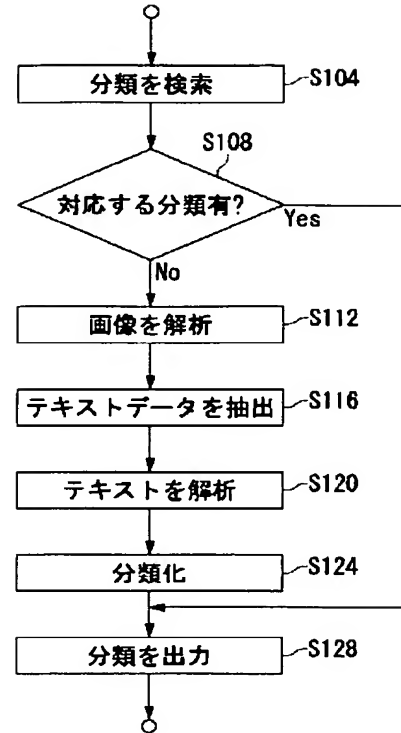 分類を検索
S104
S108
対応する分類有?
Yes
No
画像を解析
S112
テキストデータを抽出
S116
テキストを解析
S120
分類化
S124
分類を出力
S128